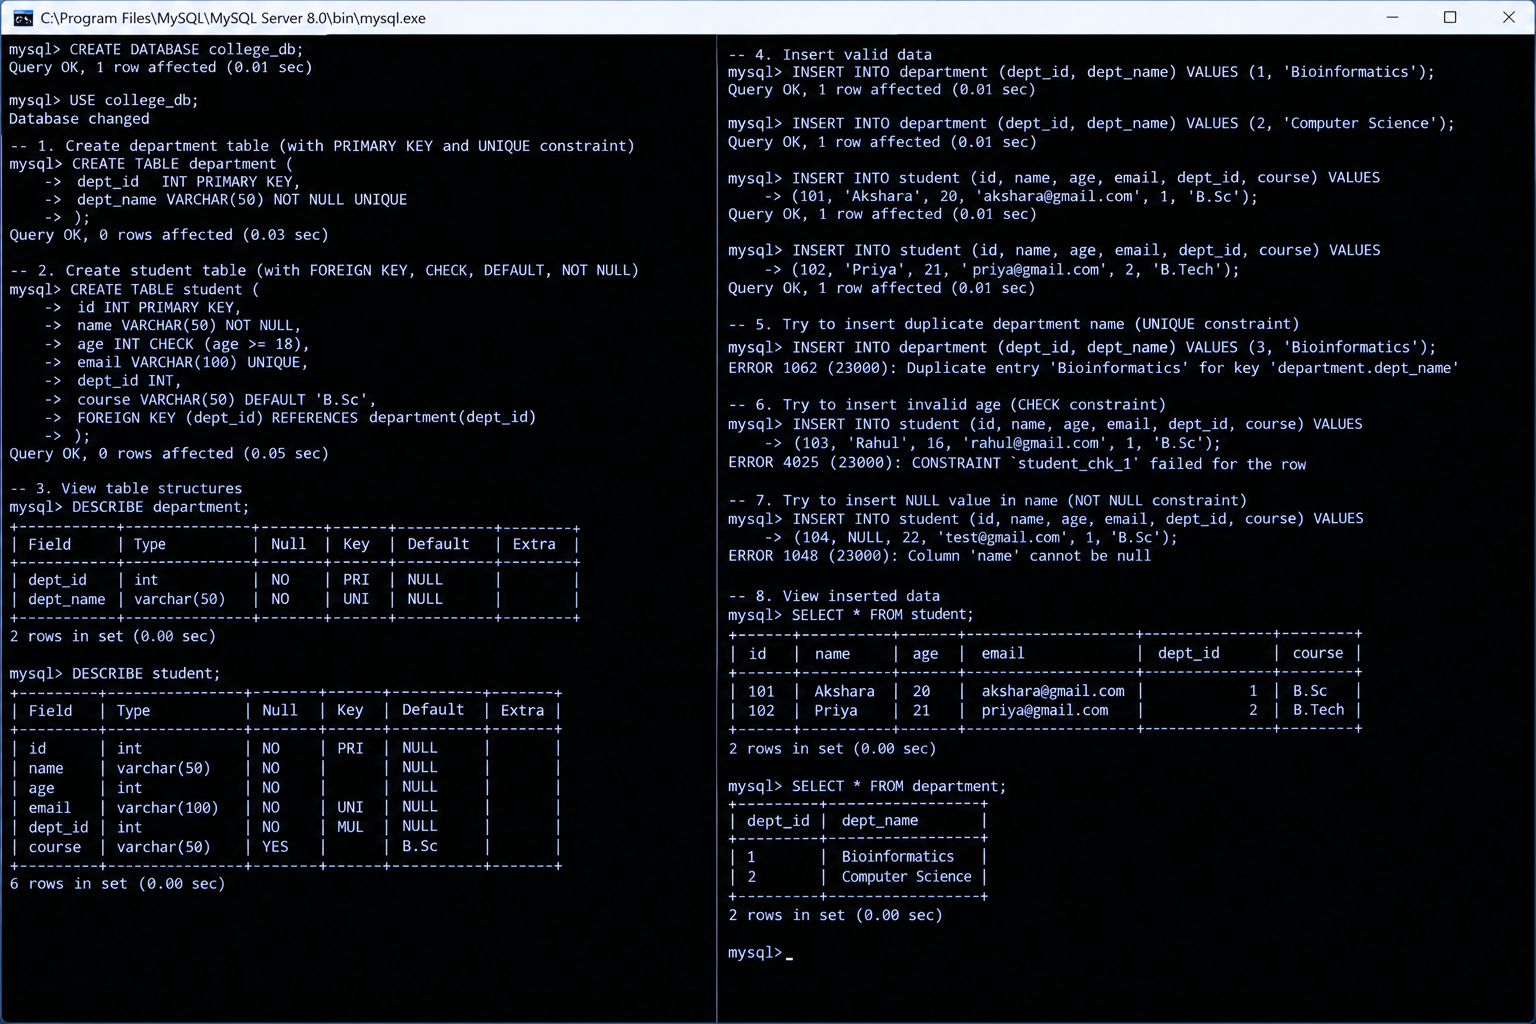 C:\Program Files\MySQL\MySQL Server 8.0\bin\mysql.exe
mysql> CREATE DATABASE college_db;
Query OK, 1 row affected (0.01 sec)
mysql> USE college_db;
Database changed
-- 1. Create department table (with PRIMARY KEY and UNIQUE constraint)
mysql> CREATE TABLE department (
    ->  dept_id   INT PRIMARY KEY,
    ->  dept_name VARCHAR(50) NOT NULL UNIQUE
    -> );
Query OK, 0 rows affected (0.03 sec)
-- 2. Create student table (with FOREIGN KEY, CHECK, DEFAULT, NOT NULL)
mysql> CREATE TABLE student (
    ->  id INT PRIMARY KEY,
    ->  name VARCHAR(50) NOT NULL,
    ->  age INT CHECK (age >= 18),
    ->  email VARCHAR(100) UNIQUE,
    ->  dept_id INT,
    ->  course VARCHAR(50) DEFAULT 'B.Sc',
    ->  FOREIGN KEY (dept_id) REFERENCES department(dept_id)
    -> );
Query OK, 0 rows affected (0.05 sec)
-- 3. View table structures
mysql> DESCRIBE department;
| Field | Type | Null | Key | Default | Extra |
| dept_id | int | NO | PRI | NULL | |
| dept_name | varchar(50) | NO | UNI | NULL | |
2 rows in set (0.00 sec)
mysql> DESCRIBE student;
| Field | Type | Null | Key | Default | Extra |
| id | int | NO | PRI | NULL | |
| name | varchar(50) | NO | | NULL | |
| age | int | NO | | NULL | |
| email | varchar(100) | NO | UNI | NULL | |
| dept_id | int | NO | MUL | NULL | |
| course | varchar(50) | YES | | B.Sc | |
6 rows in set (0.00 sec)
-- 4. Insert valid data
mysql> INSERT INTO department (dept_id, dept_name) VALUES (1, 'Bioinformatics');
Query OK, 1 row affected (0.01 sec)
mysql> INSERT INTO department (dept_id, dept_name) VALUES (2, 'Computer Science');
Query OK, 1 row affected (0.01 sec)
mysql> INSERT INTO student (id, name, age, email, dept_id, course) VALUES
    -> (101, 'Akshara', 20, 'akshara@gmail.com', 1, 'B.Sc');
Query OK, 1 row affected (0.01 sec)
mysql> INSERT INTO student (id, name, age, email, dept_id, course) VALUES
    -> (102, 'Priya', 21, 'priya@gmail.com', 2, 'B.Tech');
Query OK, 1 row affected (0.01 sec)
-- 5. Try to insert duplicate department name (UNIQUE constraint)
mysql> INSERT INTO department (dept_id, dept_name) VALUES (3, 'Bioinformatics');
ERROR 1062 (23000): Duplicate entry 'Bioinformatics' for key 'department.dept_name'
-- 6. Try to insert invalid age (CHECK constraint)
mysql> INSERT INTO student (id, name, age, email, dept_id, course) VALUES
    -> (103, 'Rahul', 16, 'rahul@gmail.com', 1, 'B.Sc');
ERROR 4025 (23000): CONSTRAINT `student_chk_1' failed for the row
-- 7. Try to insert NULL value in name (NOT NULL constraint)
mysql> INSERT INTO student (id, name, age, email, dept_id, course) VALUES
    -> (104, NULL, 22, 'test@gmail.com', 1, 'B.Sc');
ERROR 1048 (23000): Column 'name' cannot be null
-- 8. View inserted data
mysql> SELECT * FROM student;
| id | name | age | email | dept_id | course |
| 101 | Akshara | 20 | akshara@gmail.com | 1 | B.Sc |
| 102 | Priya | 21 | priya@gmail.com | 2 | B.Tech |
2 rows in set (0.00 sec)
mysql> SELECT * FROM department;
| dept_id | dept_name |
| 1 | Bioinformatics |
| 2 | Computer Science |
2 rows in set (0.00 sec)
mysql> _